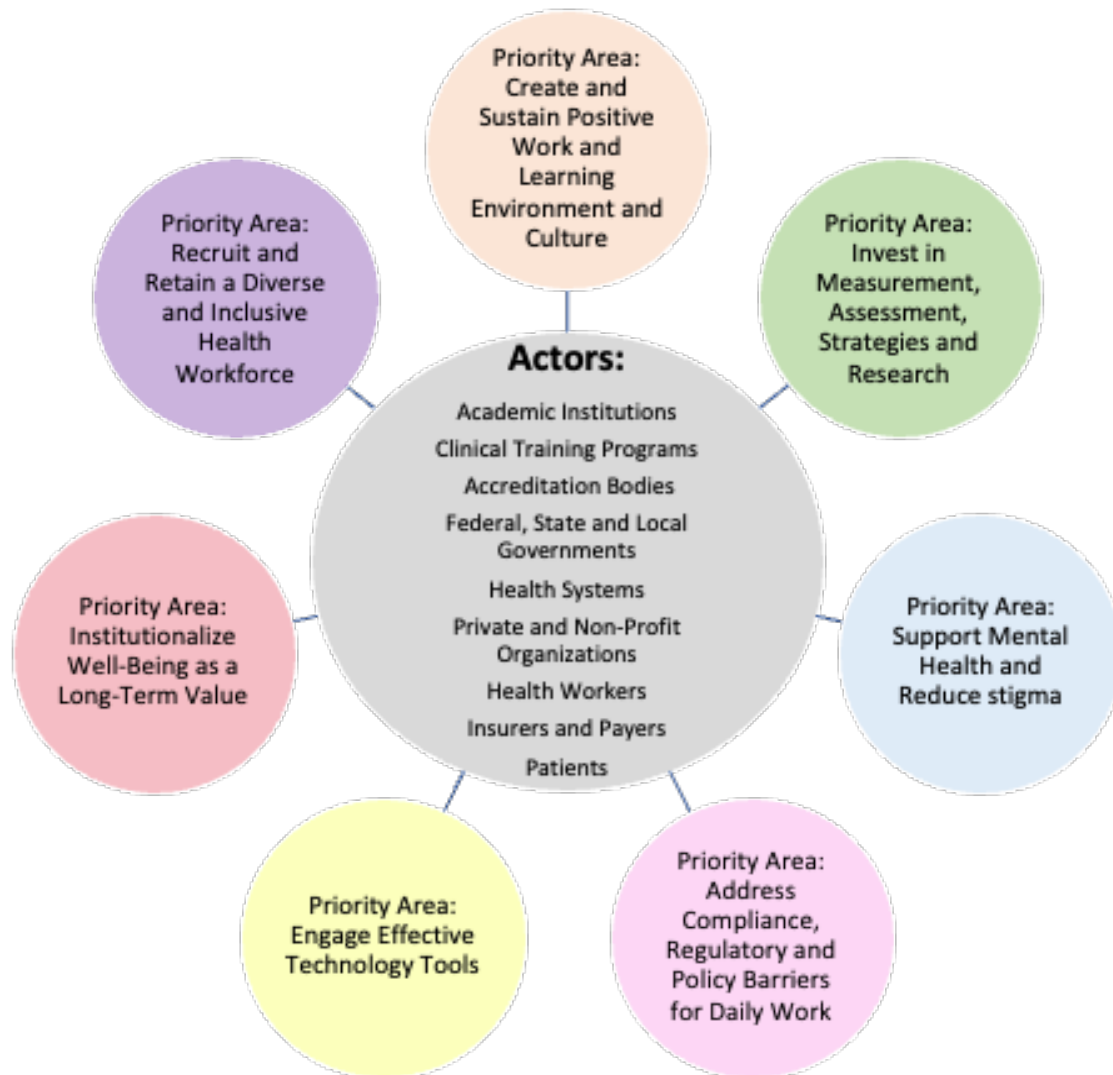 Priority Area:
Create and
Sustain Positive
Work and
Learning
Environment and
Culture
Priority Area:
Recruit and
Retain a Diverse
and Inclusive
Health
Workforce
Priority Area:
Invest in
Measurement,
Assessment,
Strategies and
Research
Actors:
Academic Institutions
Clinical Training Programs
Accreditation Bodies
Federal, State and Local
Governments
Health Systems
Private and Non-Profit
Organizations
Health Workers
Insurers and Payers
Patients
Priority Area:
Institutionalize
Well-Being as a
Long-Term Value
Priority Area:
Support Mental
Health and
Reduce stigma
Priority Area:
Engage Effective
Technology Tools
Priority Area:
Address
Compliance,
Regulatory and
Policy Barriers
for Daily Work